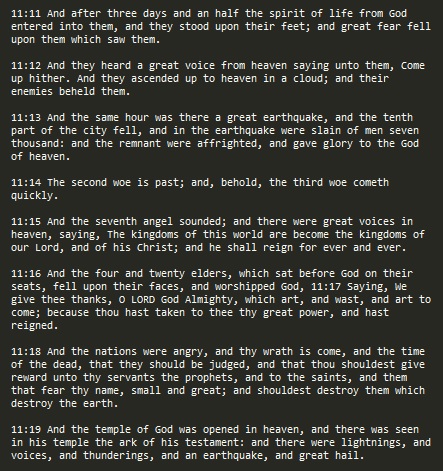 11:11 And after three days and an half the spirit of life from God
entered into them, and they stood upon their feet; and great fear fell
upon them which saw them.
11:12 And they heard a great voice from heaven saying unto them, Come
up hither. And they ascended up to heaven in a cloud; and their
enemies beheld them.
11:13 And the same hour was there a great earthquake, and the tenth
part of the city fell, and in the earthquake were slain of men seven
thousand: and the remnant were affrighted, and gave glory to the God
of heaven.
11:14 The second woe is past; and, behold, the third woe cometh
quickly.
11:15 And the seventh angel sounded; and there were great voices in
heaven, saying, The kingdoms of this world are become the kingdoms of
our Lord, and of his Christ; and he shall reign for ever and ever.
11:16 And the four and twenty elders, which sat before God on their
seats, fell upon their faces, and worshipped God, 11:17 Saying, We
give thee thanks, O LORD God Almighty, which art, and wast, and art to
come; because thou hast taken to thee thy great power, and hast
reigned.
11:18 And the nations were angry, and thy wrath is come, and the time
of the dead, that they should be judged, and that thou shouldest give
reward unto thy servants the prophets, and to the saints, and them
that fear thy name, small and great; and shouldest destroy them which
destroy the earth.
11:19 And the temple of God was opened in heaven, and there was seen
in his temple the ark of his testament: and there were lightnings, and
voices, and thunderings, and an earthquake, and great hail.